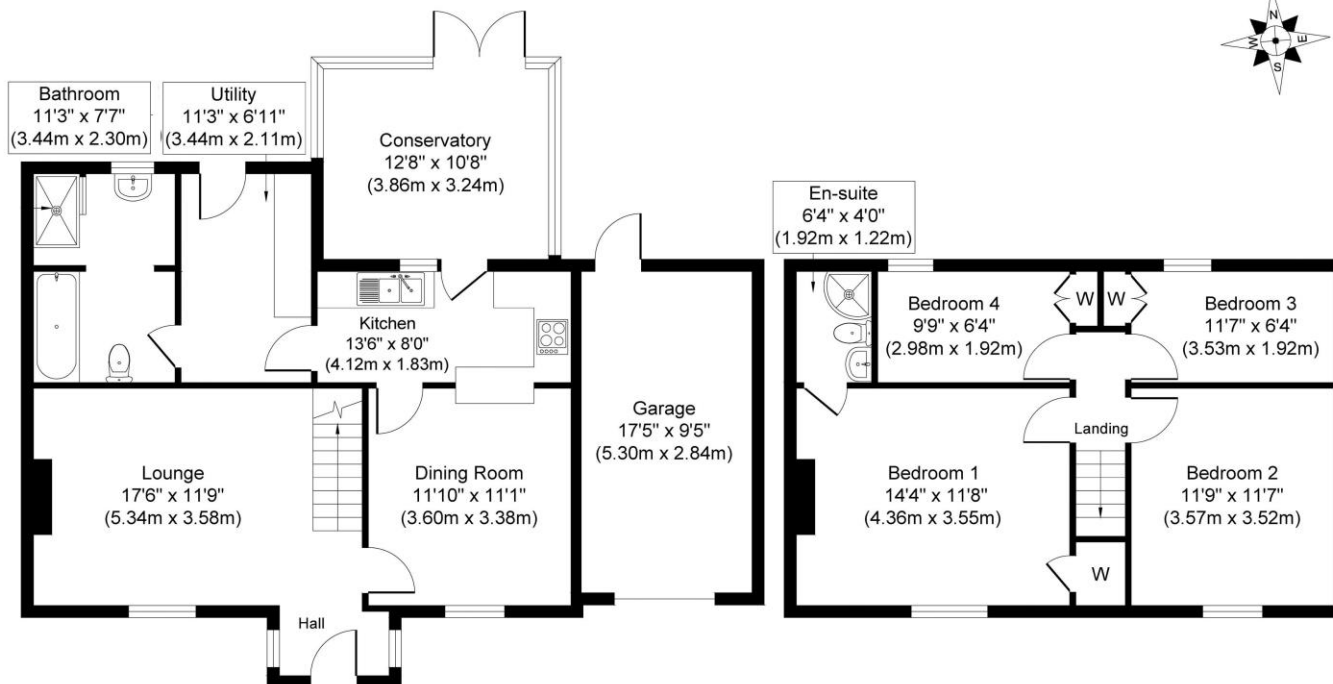 N
W
E
S
Bathroom
11'3" x 7'7"
(3.44m x 2.30m)
Utility
11'3" x 6'11"
(3.44m x 2.11m)
Conservatory
12'8" x 10'8"
(3.86m x 3.24m)
Kitchen
13'6" x 8'0"
(4.12m x 1.83m)
Lounge
17'6" x 11'9"
(5.34m x 3.58m)
Dining Room
11'10" x 11'1"
(3.60m x 3.38m)
Hall
Garage
17'5" x 9'5"
(5.30m x 2.84m)
En-suite
6'4" x 4'0"
(1.92m x 1.22m)
Bedroom 4
9'9" x 6'4"
(2.98m x 1.92m)
W
W
Bedroom 3
11'7" x 6'4"
(3.53m x 1.92m)
Landing
Bedroom 1
14'4" x 11'8"
(4.36m x 3.55m)
Bedroom 2
11'9" x 11'7"
(3.57m x 3.52m)
W